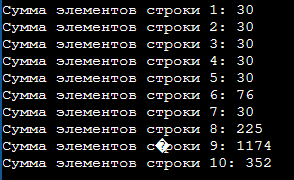 Сумма элементов строки 1: 30
Сумма элементов строки 2: 30
Сумма элементов строки 3: 30
Сумма элементов строки 4: 30
Сумма элементов строки 5: 30
Сумма элементов строки 6: 76
Сумма элементов строки 7: 30
Сумма элементов строки 8: 225
Сумма элементов с�роки 9: 1174
Сумма элементов строки 10: 352